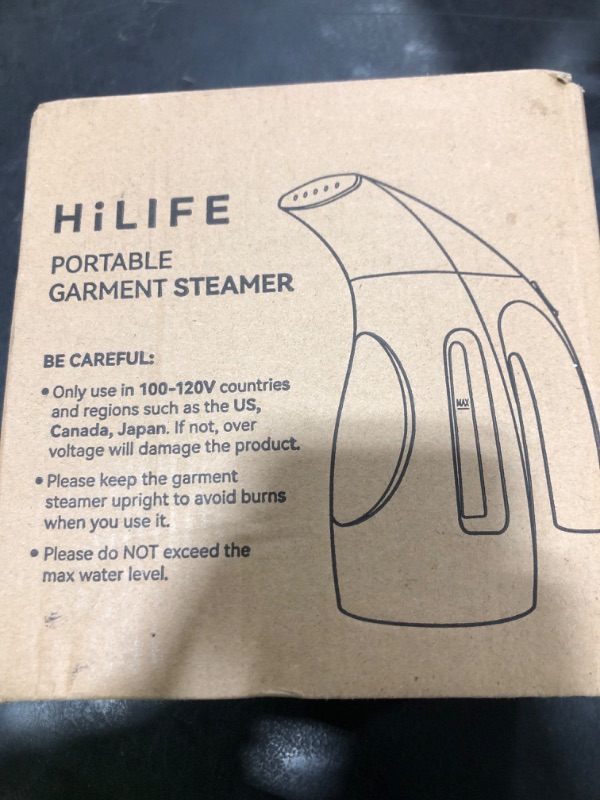 HiLIFE
PORTABLE
GARMENT STEAMER
BE CAREFUL:
• Only use in 100-120V countries
and regions such as the US,
Canada, Japan. If not, over
voltage will damage the product.
• Please keep the garment
steamer upright to avoid burns
when you use it.
• Please do NOT exceed the
max water level.
MAX